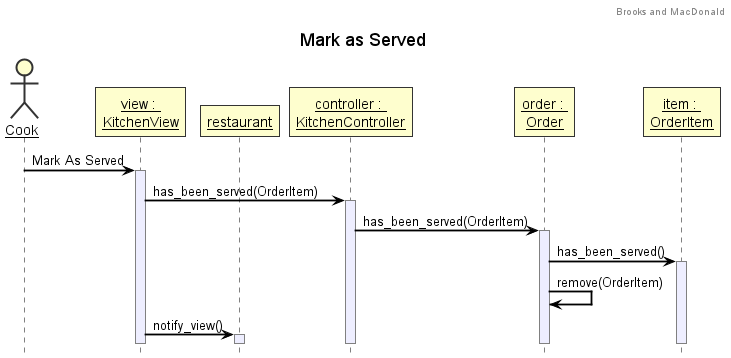 Brooks and MacDonald
Mark as Served
Cook
view :
KitchenView
restaurant
controller :
KitchenController
order :
Order
item :
OrderItem
Mark As Served
has_been_served(OrderItem)
has_been_served(OrderItem)
has_been_served()
remove(OrderItem)
notify_view()